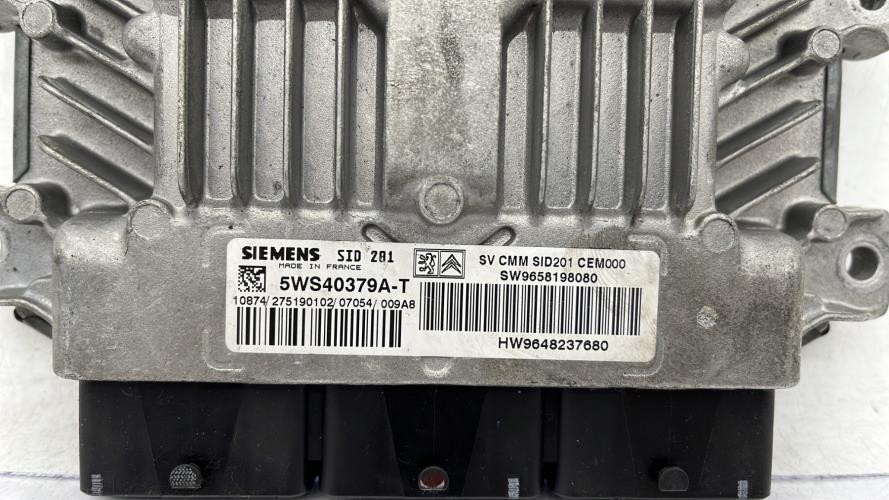 SIEMENS SID 201
MADE IN FRANCE
5WS40379A-T
10874/275190102/07054/009A8
SV CMM SID201 CEM000
SW9658198080
HW9648237680